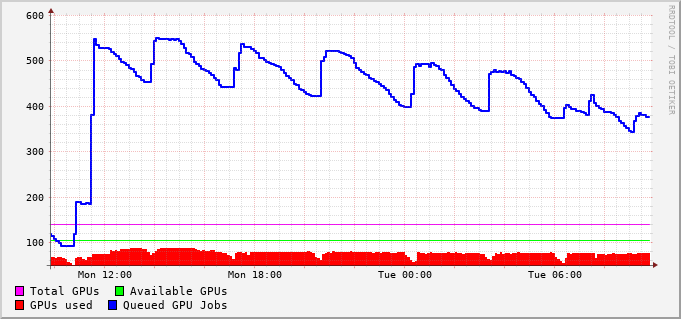 600
500
400
300
200
100
Mon 12:00 Mon 18:00 Tue 00:00 Tue 06:00
Total GPUs Available GPUs
GPUs used Queued GPU Jobs
RRDTOOL / TOBI OETIKER